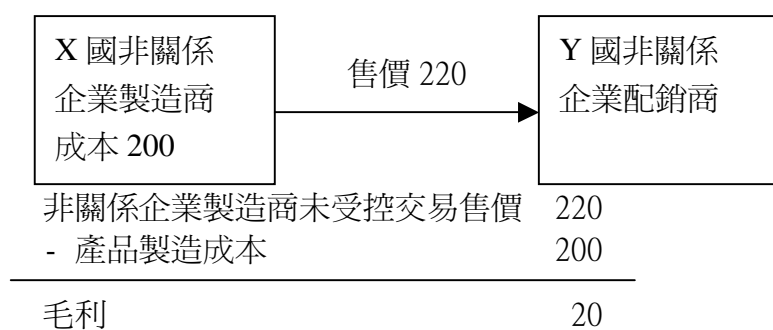 X 國非關係
企業製造商
成本 200
售價 220
Y 國非關係
企業配銷商
非關係企業製造商未受控交易售價 220
- 產品製造成本 200
毛利 20